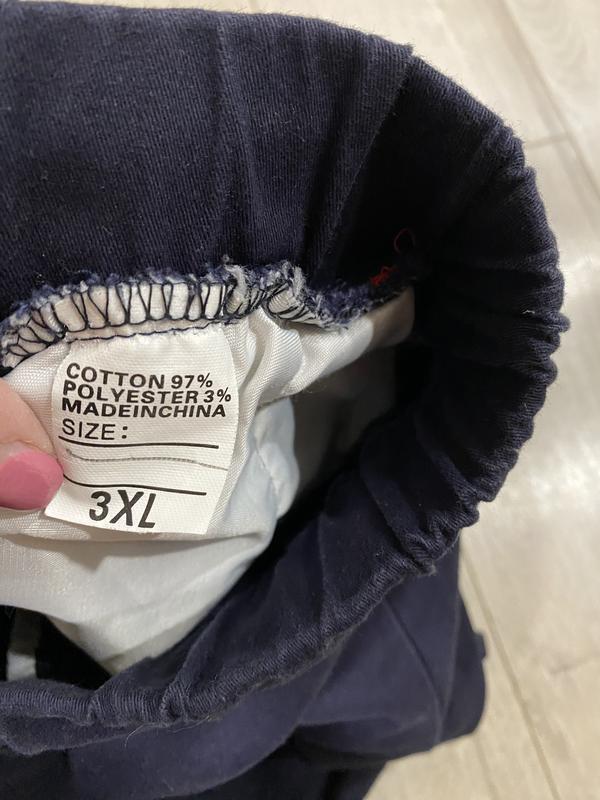 COTTON 97%
POLYESTER 3%
MADEINCHINA
SIZE:
3XL